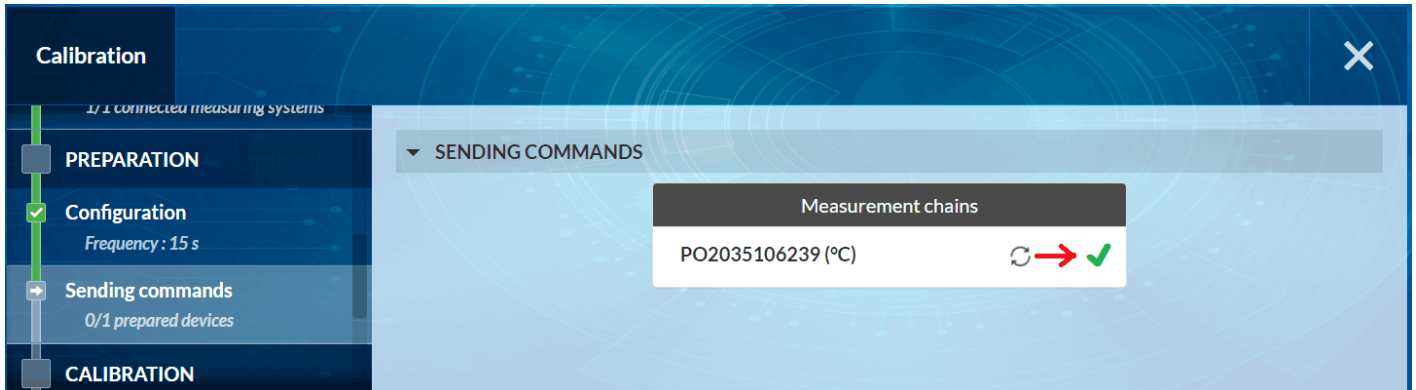 Calibration
1/1 connected measuring systems
PREPARATION
Configuration
Frequency : 15 s
Sending commands
0/1 prepared devices
CALIBRATION
SENDING COMMANDS
Measurement chains
PO2035106239 (°C)